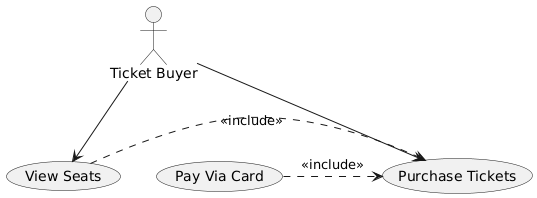 Ticket Buyer
«include»
«include»
View Seats
Pay Via Card
Purchase Tickets